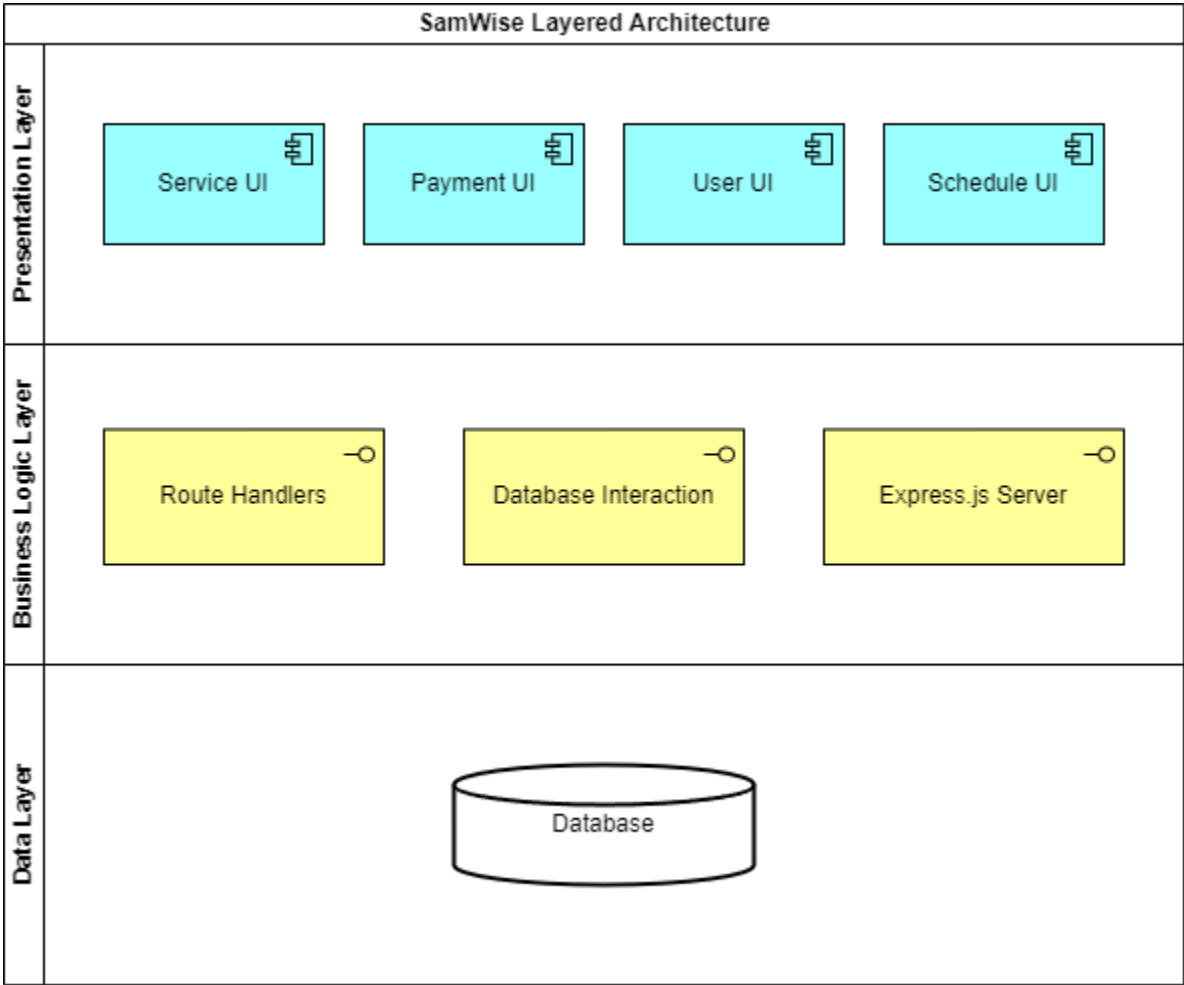 SamWise Layered Architecture
Presentation Layer
Service UI
Payment UI
User UI
Schedule UI
Business Logic Layer
Route Handlers
Database Interaction
Express.js Server
Data Layer
Database